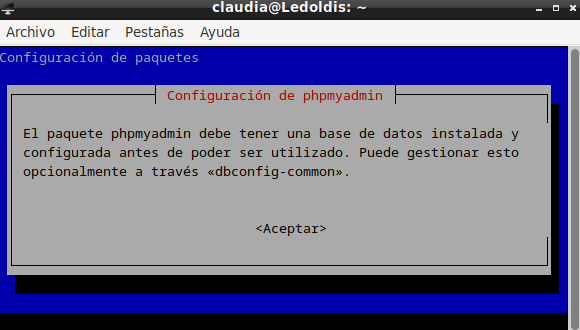 claudia@Ledoldis: ~
Archivo Editar Pestañas Ayuda
Configuración de paquetes
Configuración de phpmyadmin
El paquete phpmyadmin debe tener una base de datos instalada y
configurada antes de poder ser utilizado. Puede gestionar esto
opcionalmente a través «dbconfig-common».
<Aceptar>